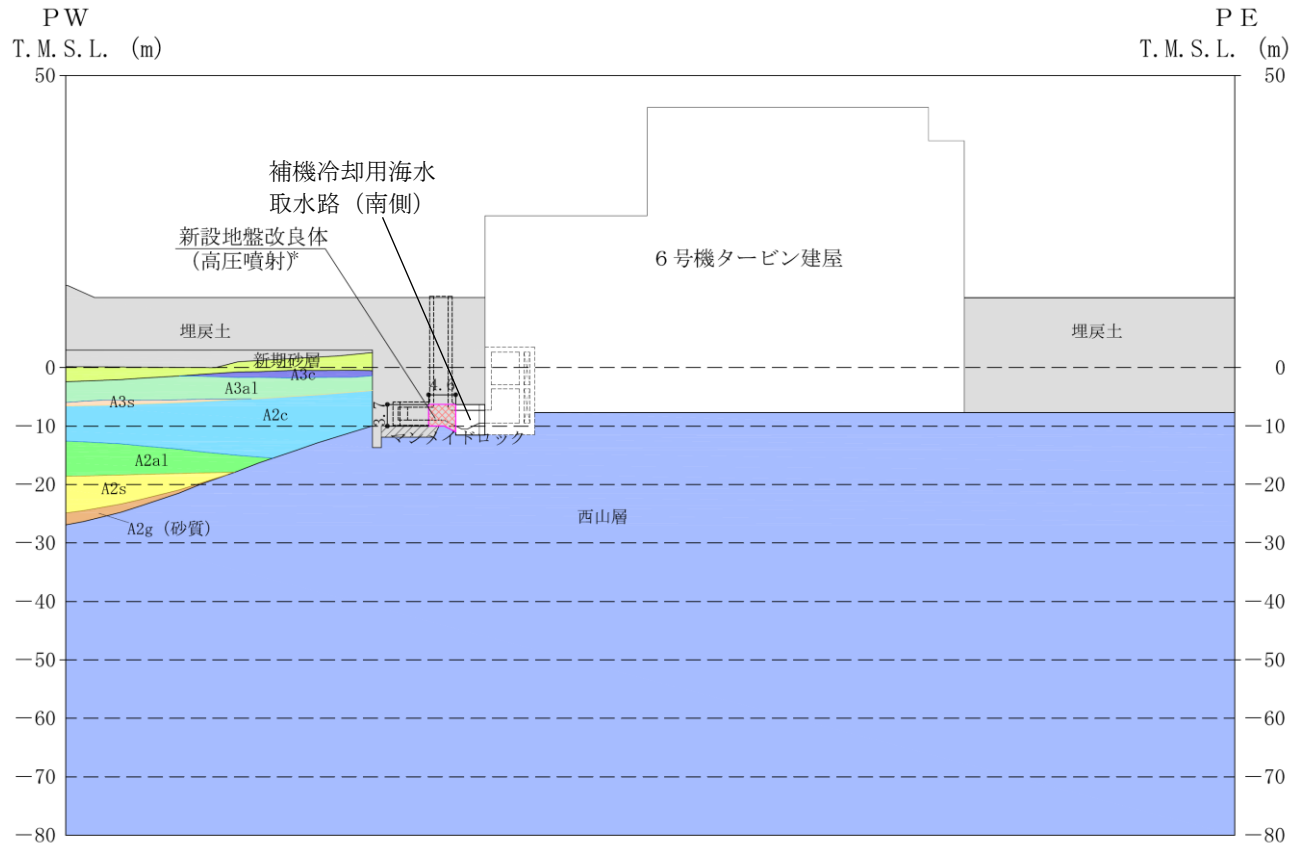 ＰＷ
T.M.S.L. (m)
ＰＥ
T.M.S.L. (m)
50
50
補機冷却用海水
取水路（南側）
新設地盤改良体
(高圧噴射)*
６号機タービン建屋
埋戻土
埋戻土
新期砂層
0
0
A3c
A3al
A3s
A2c
3.7
マンメイドロック
-10
-10
A2al
-20
-20
A2s
A2g（砂質）
西山層
-30
-30
-40
-40
-50
-50
-60
-60
-70
-70
-80
-80